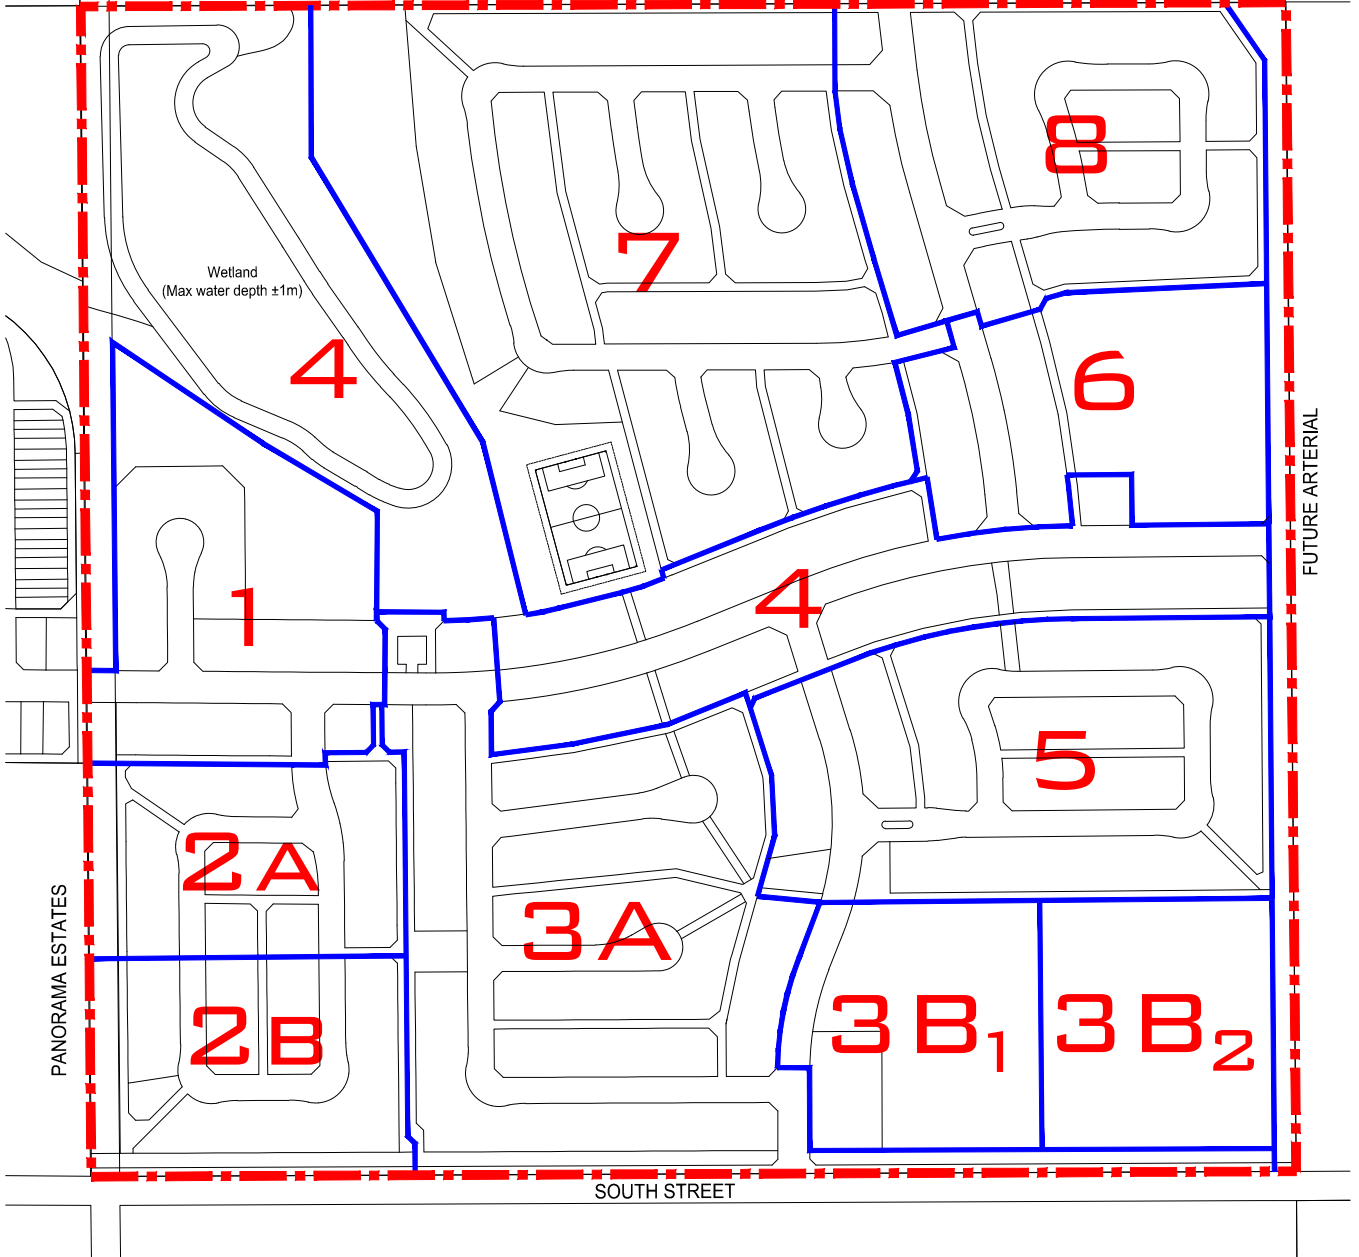 8
7
Wetland
(Max water depth ±1m)
4
6
FUTURE ARTERIAL
1
4
5
2A
PANORAMA ESTATES
3A
2B
3B1
3B2
SOUTH STREET